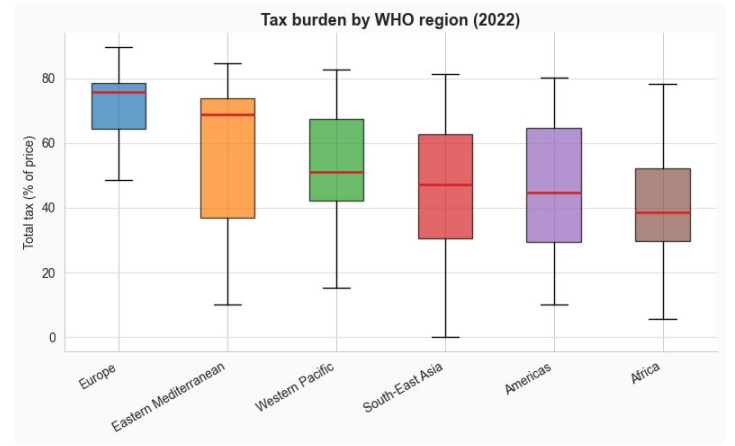 Tax burden by WHO region (2022)
Total tax (% of price)
80
60
40
20
0
Europe
Eastern Mediterranean
Western Pacific
South-East Asia
Americas
Africa